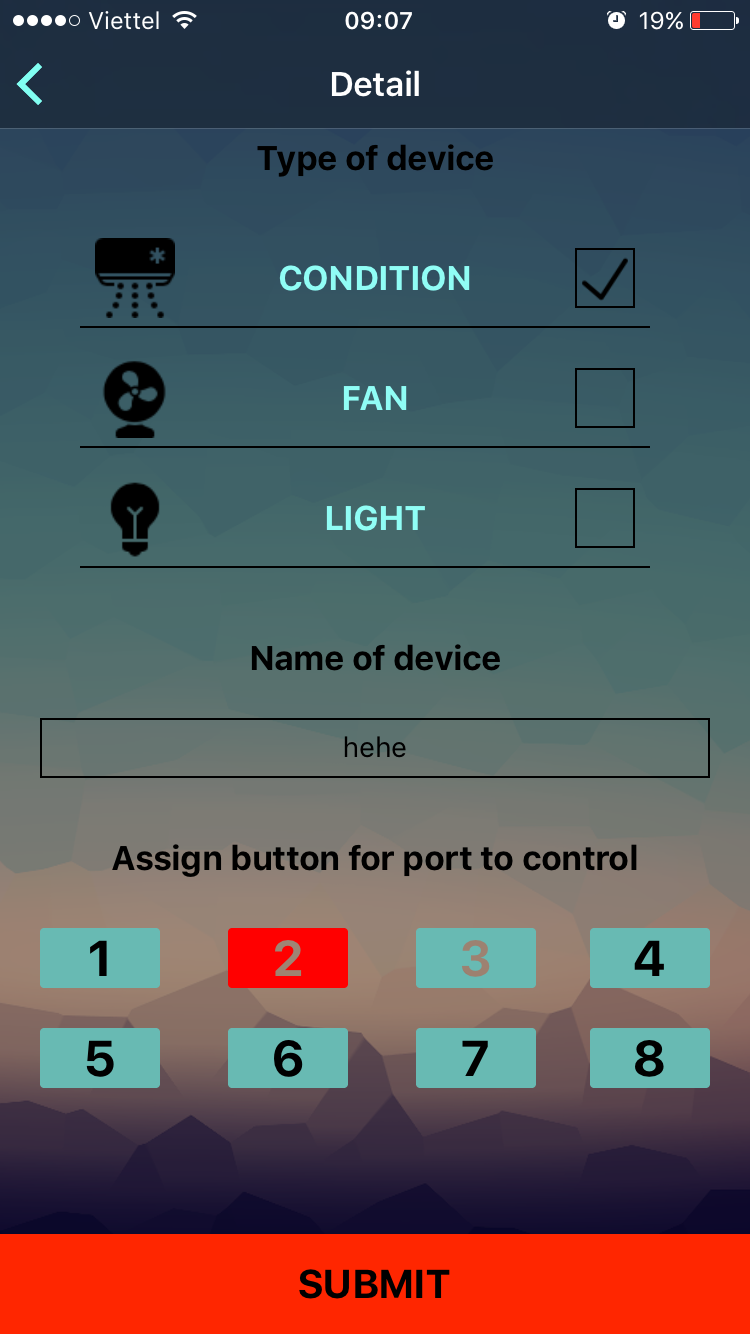 Viettel 09:07 19%
Detail
Type of device
CONDITION
FAN
LIGHT
Name of device
hehe
Assign button for port to control
1 2 3 4
5 6 7 8
SUBMIT